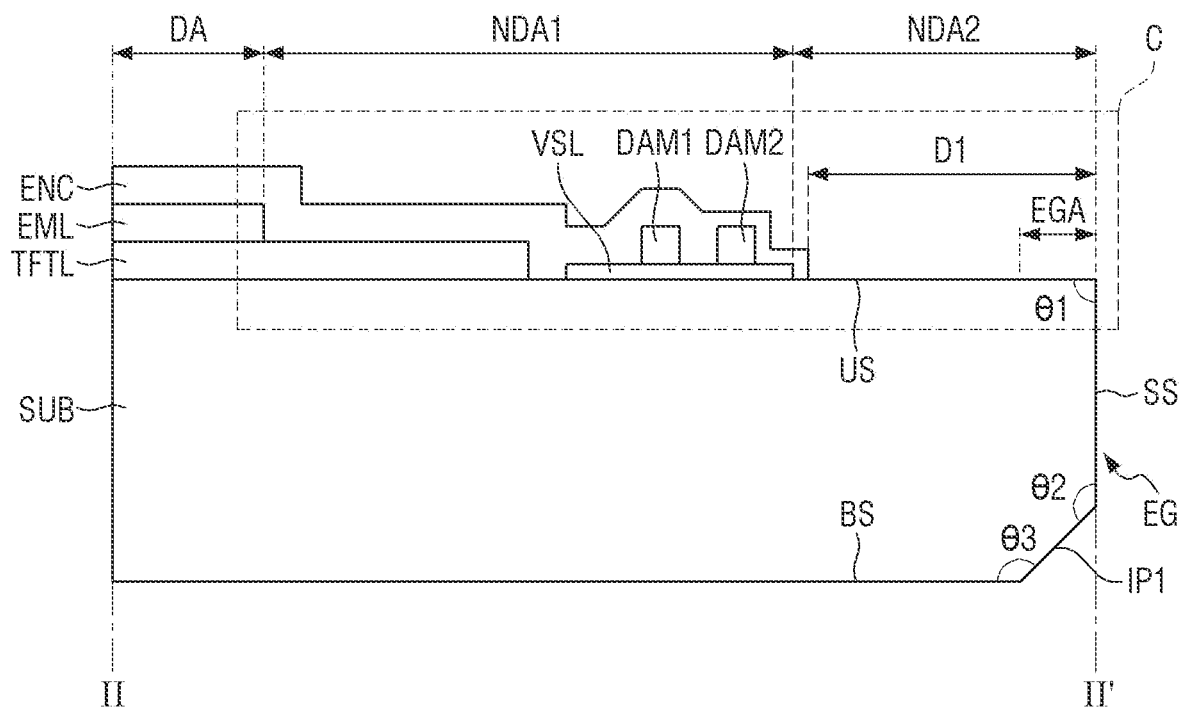 DA NDA1 NDA2 C
VSL DAM1 DAM2 D1
ENC
EML EGA
TFTL
θ1
US
SUB SS
θ2
BS EG
θ3
IP1
II II'